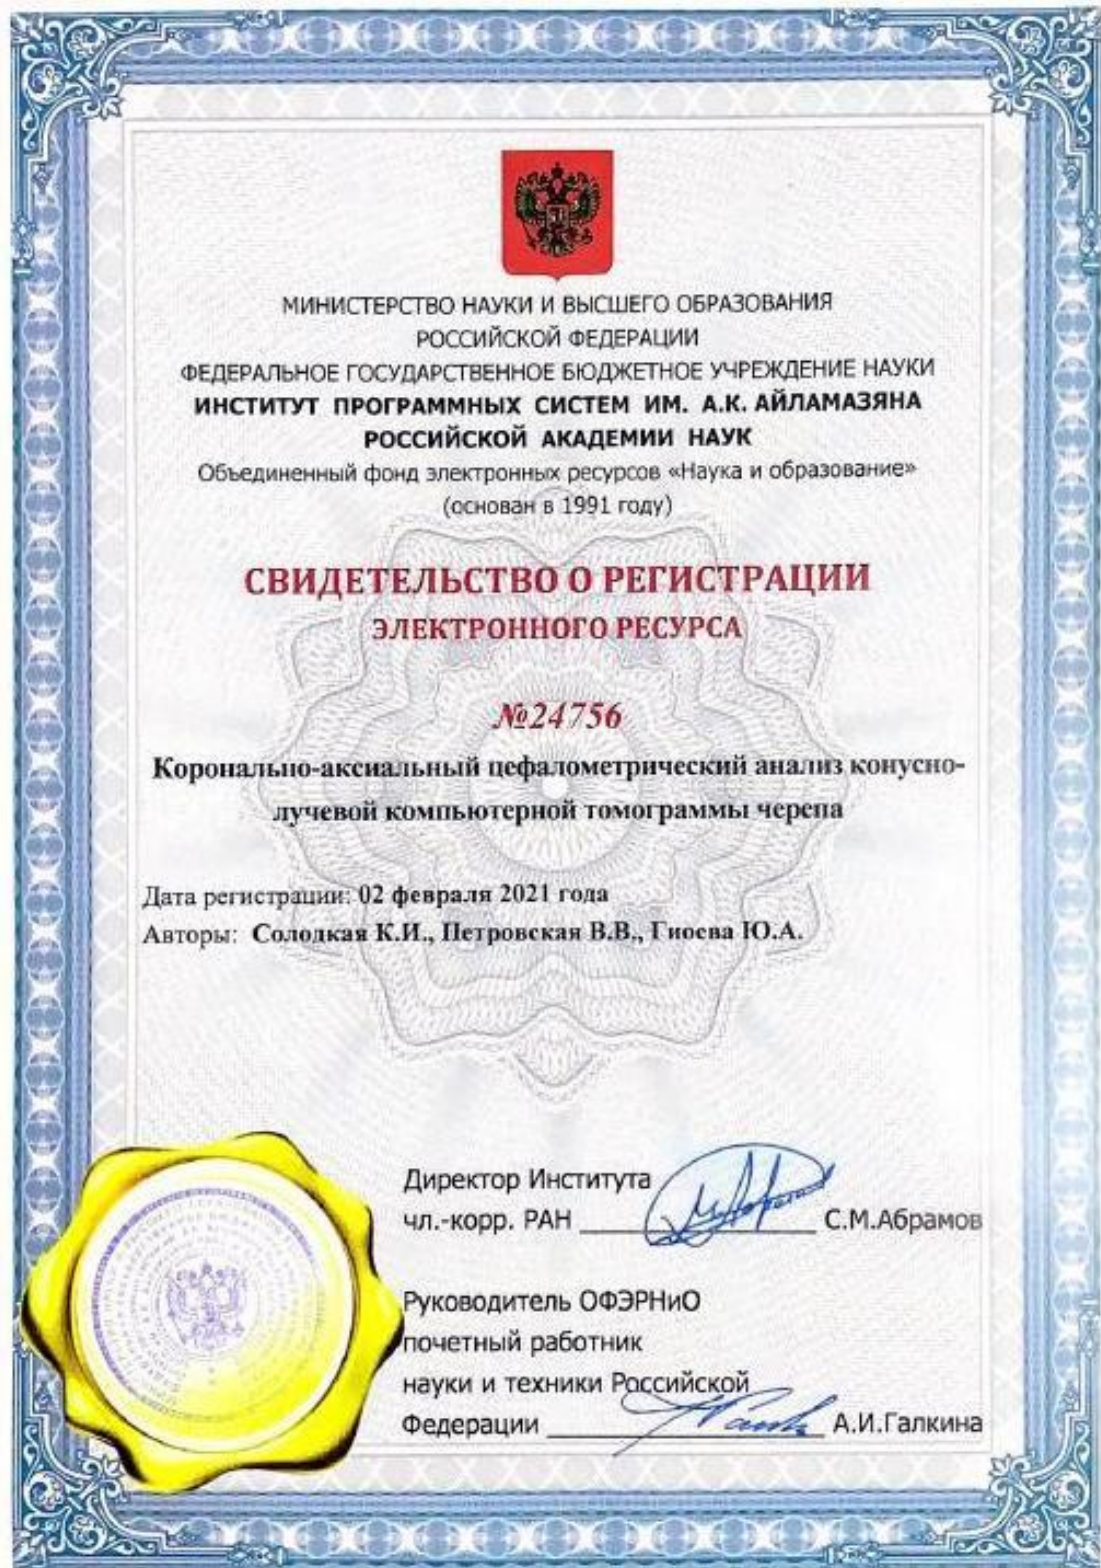 МИНИСТЕРСТВО НАУКИ И ВЫСШЕГО ОБРАЗОВАНИЯ
РОССИЙСКОЙ ФЕДЕРАЦИИ
ФЕДЕРАЛЬНОЕ ГОСУДАРСТВЕННОЕ БЮДЖЕТНОЕ УЧРЕЖДЕНИЕ НАУКИ
ИНСТИТУТ ПРОГРАММНЫХ СИСТЕМ ИМ. А.К. АЙЛАМАЗЯНА
РОССИЙСКОЙ АКАДЕМИИ НАУК
Объединенный фонд электронных ресурсов «Наука и образование»
(основан в 1991 году)
СВИДЕТЕЛЬСТВО О РЕГИСТРАЦИИ
ЭЛЕКТРОННОГО РЕСУРСА
№24756
Коронально-аксиальный цефалометрический анализ конусно-
лучевой компьютерной томограммы черепа
Дата регистрации: 02 февраля 2021 года
Авторы: Солодкая К.И., Петровская В.В., Гиоева Ю.А.
Директор Института
чл.-корр. РАН С.М.Абрамов
Руководитель ОФЭРНиО
почетный работник
науки и техники Российской
Федерации А.И.Галкина